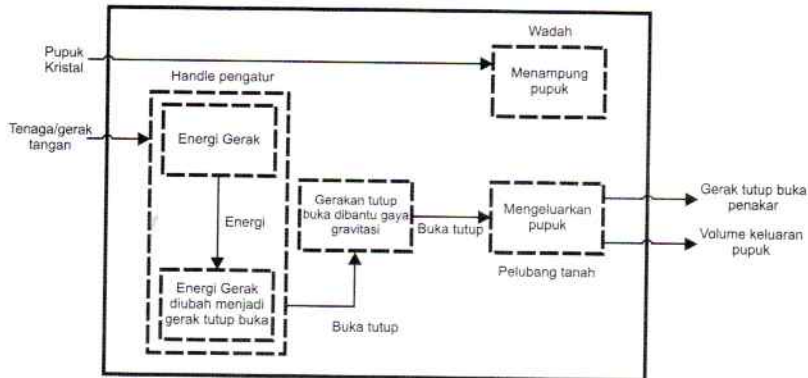 Wadah
Pupuk
Kristal
Menampung
pupuk
Handle pengatur
Tenaga/gerak
tangan
Energi Gerak
Energi
Gerakan tutup
buka dibantu gaya
gravitasi
Buka tutup
Mengeluarkan
pupuk
Pelubang tanah
Gerak tutup buka
penakar
Volume keluaran
pupuk
Energi Gerak
diubah menjadi
gerak tutup buka
Buka tutup